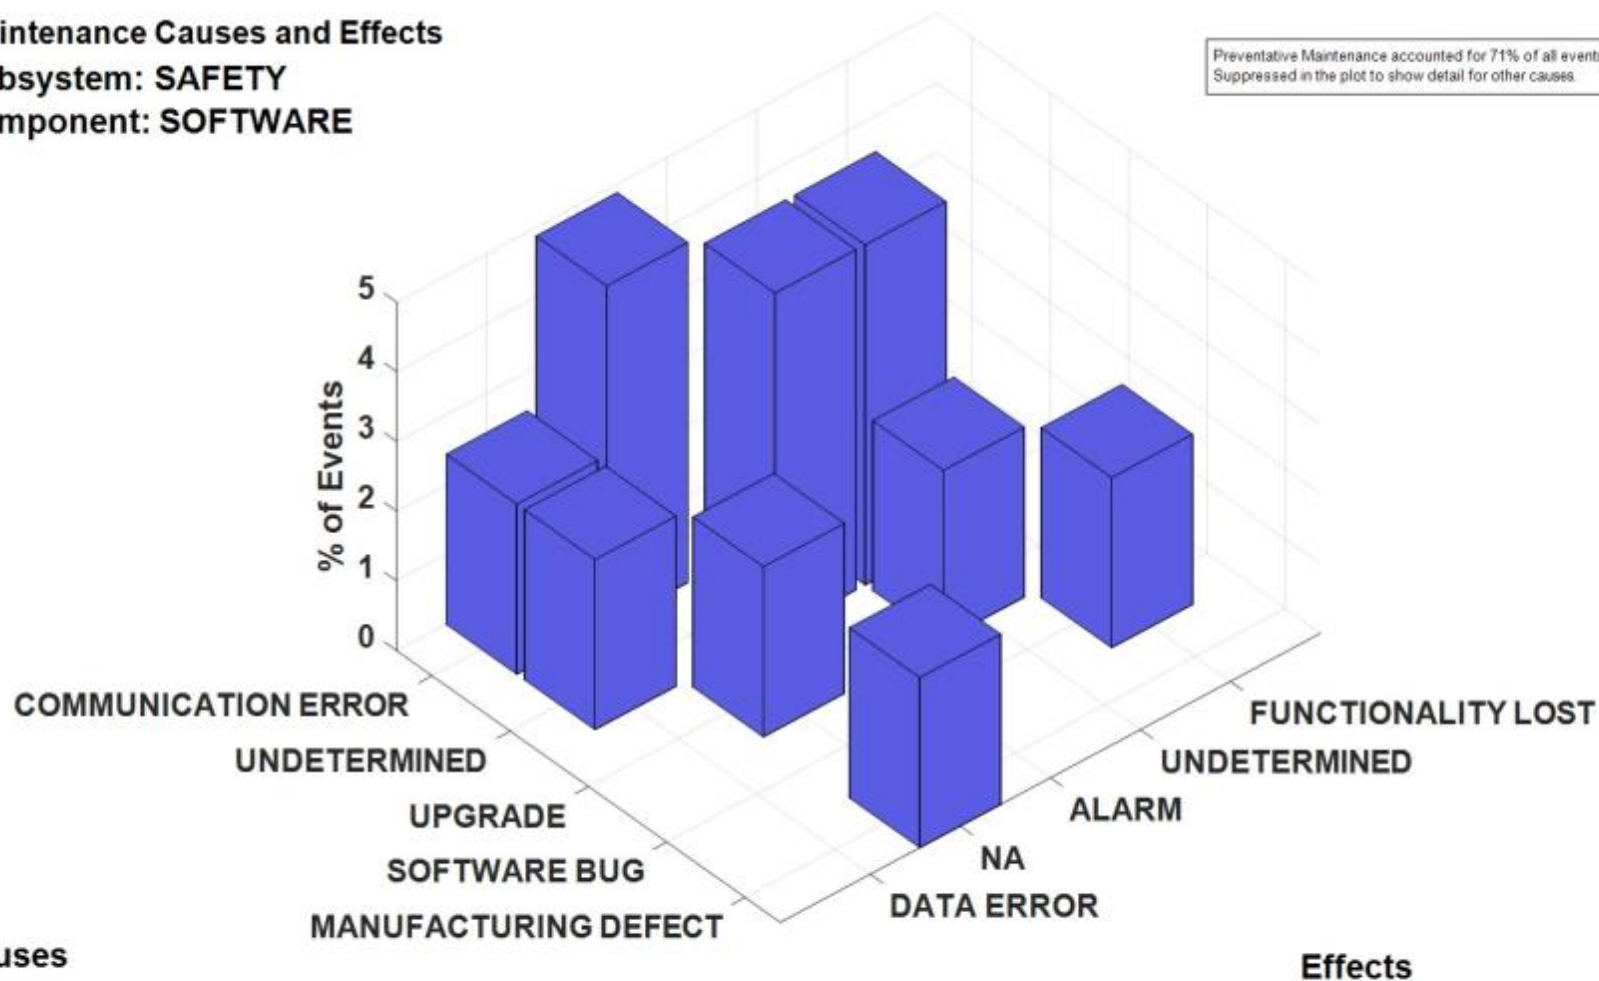 intenance Causes and Effects
bsystem: SAFETY
mponent: SOFTWARE
Preventative Maintenance accounted for 71% of all events
Suppressed in the plot to show detail for other causes.
5
4
3
2
1
0
% of Events
COMMUNICATION ERROR
UNDETERMINED
UPGRADE
SOFTWARE BUG
MANUFACTURING DEFECT
FUNCTIONALITY LOST
UNDETERMINED
ALARM
NA
DATA ERROR
uses
Effects